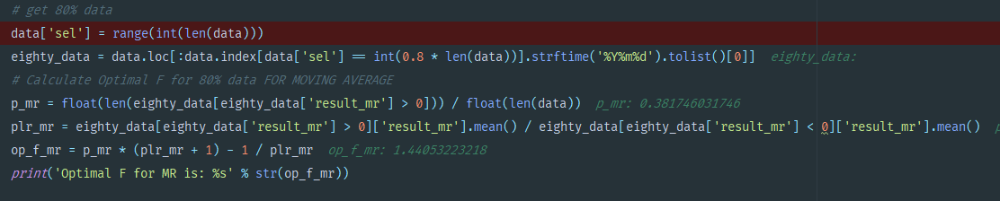 # get 80% data
data['sel'] = range(int(len(data)))
eighty_data = data.loc[:data.index[data['sel'] == int(0.8 * len(data))].strftime('%Y%m%d').tolist()[0]]  eighty_data:
# Calculate Optimal F for 80% data FOR MOVING AVERAGE
p_mr = float(len(eighty_data[eighty_data['result_mr'] > 0])) / float(len(data))  p_mr: 0.381746031746
plr_mr = eighty_data[eighty_data['result_mr'] > 0]['result_mr'].mean() / eighty_data[eighty_data['result_mr'] < 0]['result_mr'].mean()
op_f_mr = p_mr * (plr_mr + 1) - 1 / plr_mr  op_f_mr: 1.44053223218
print('Optimal F for MR is: %s' % str(op_f_mr))